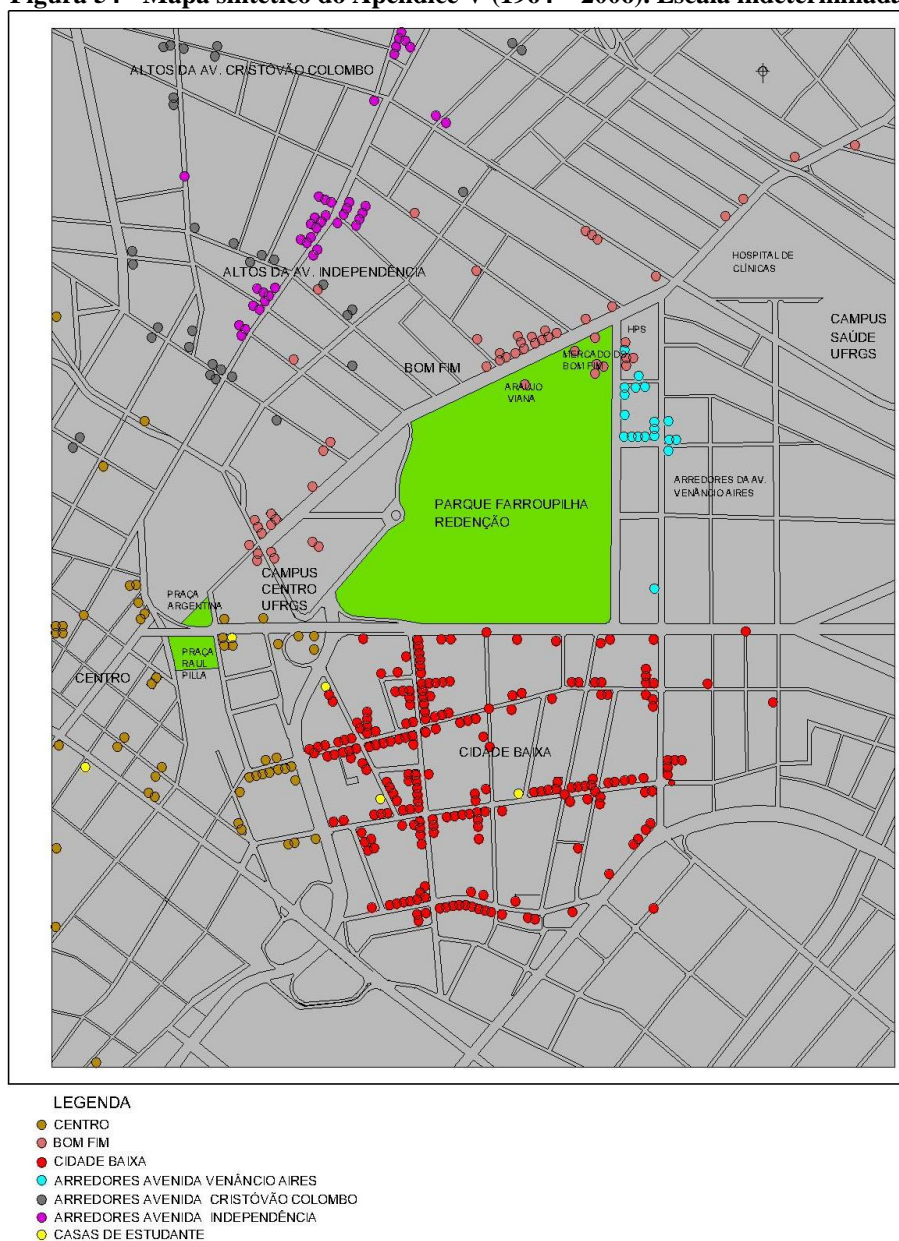 Figura 54 - Mapa sintético do Apêndice V (1964 – 2006). Escala indeterminada
ALTOS DA AV. CRISTÓVÃO COLOMBO
HOSPITAL DE
CLÍNICAS
ALTOS DA AV. INDEPENDÊNCIA
CAMPUS
SAÚDE
UFRGS
HPS
BOM FIM
MERCADO DO
BOM FIM
ARAÚJO
VIANA
ARREDORES DA AV.
VENÂNCIO AIRES
PARQUE FARROUPILHA
REDENÇÃO
CAMPUS
CENTRO
UFRGS
PRAÇA
ARGENTINA
PRAÇA
RAUL
PILLA
CENTRO
CIDADE BAIXA
LEGENDA
CENTRO
BOM FIM
CIDADE BAIXA
ARREDORES AVENIDA VENÂNCIO AIRES
ARREDORES AVENIDA CRISTÓVÃO COLOMBO
ARREDORES AVENIDA INDEPENDÊNCIA
CASAS DE ESTUDANTE